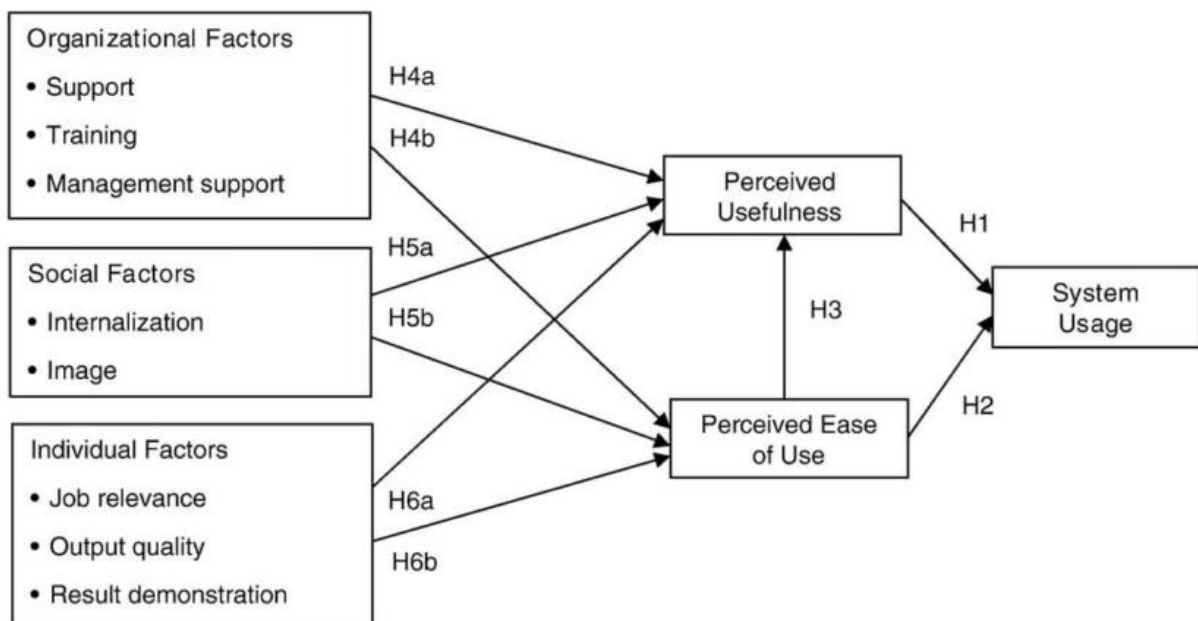 Organizational Factors
• Support
• Training
• Management support
H4a
H4b
Social Factors
• Internalization
• Image
H5a
H5b
Individual Factors
• Job relevance
• Output quality
• Result demonstration
H6a
H6b
Perceived
Usefulness
H3
Perceived Ease
of Use
H1
H2
System
Usage